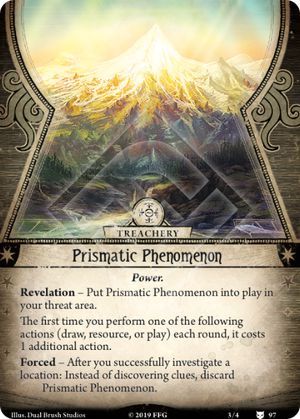 TREACHERY
Prismatic Phenomenon
Power.
Revelation – Put Prismatic Phenomenon into play in
your threat area.
The first time you perform one of the following
actions (draw, resource, or play) each round, it costs
1 additional action.
Forced – After you successfully investigate a
location: Instead of discovering clues, discard
Prismatic Phenomenon.
Illus. Dual Brush Studios © 2019 FFG 3/4 97